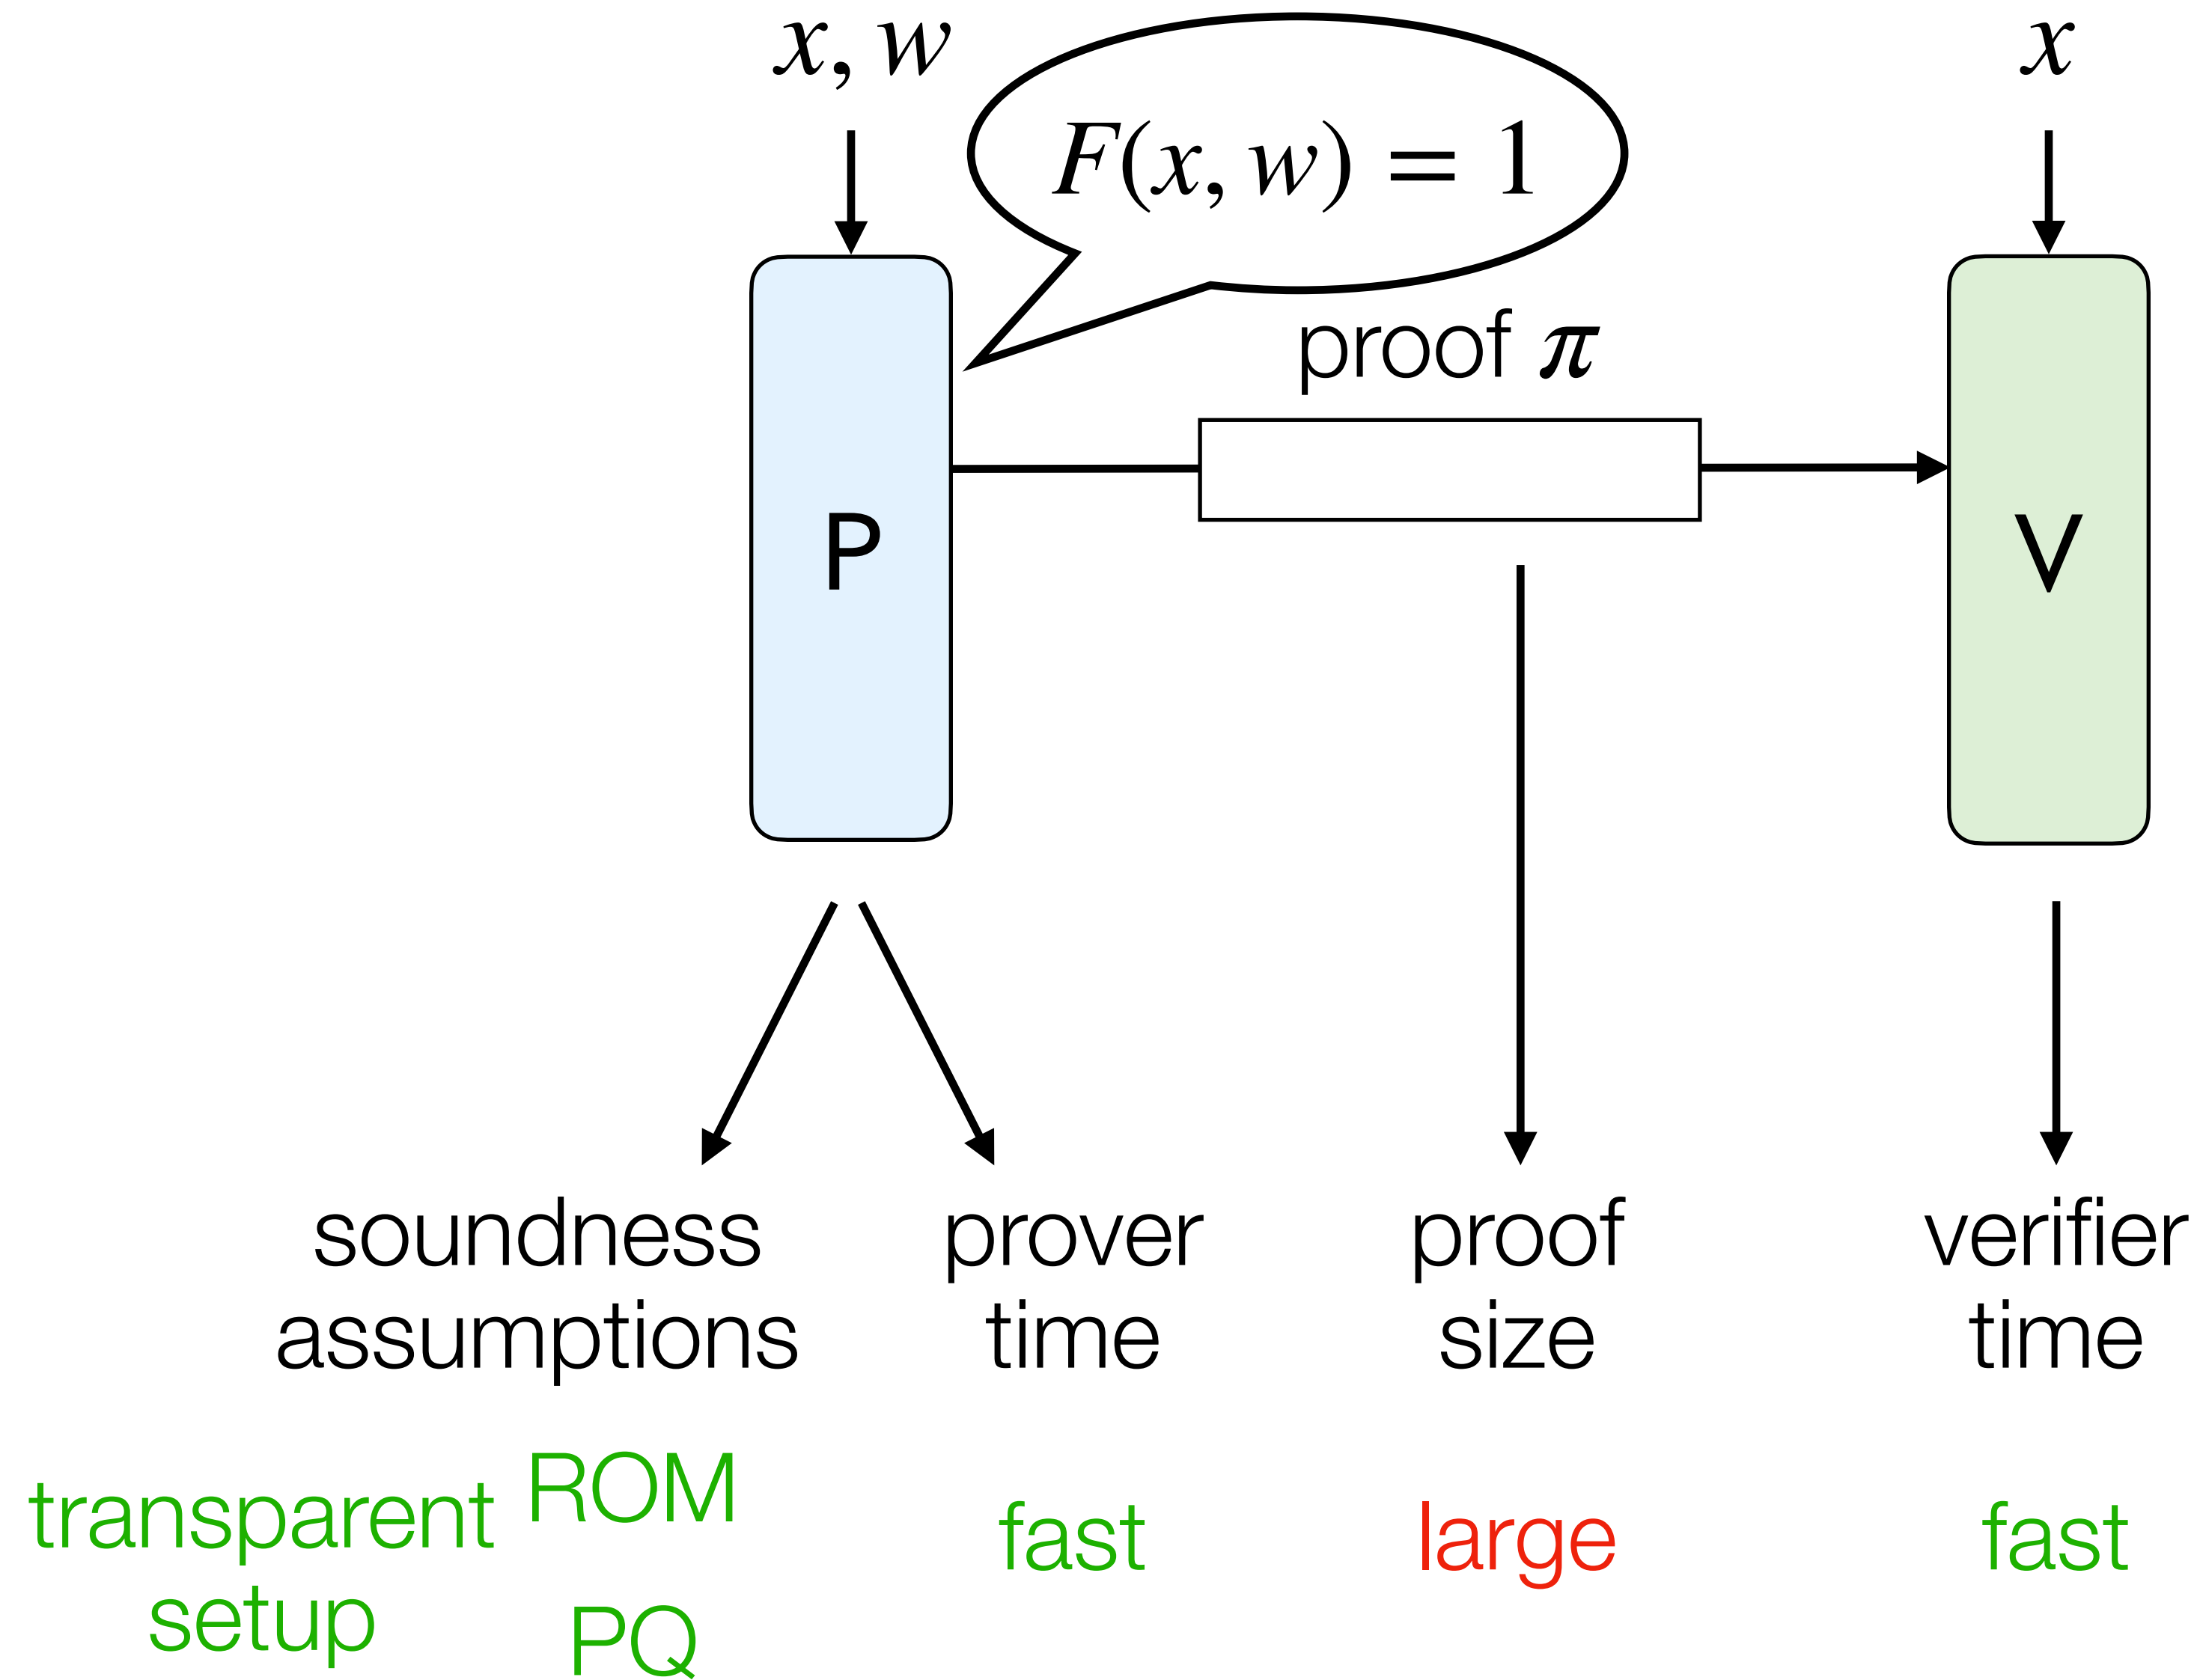 x, w
x
F(x, w) = 1
proof π
P
V
soundness
assumptions
prover
time
proof
size
verifier
time
transparent
setup
ROM
PQ
fast
large
fast